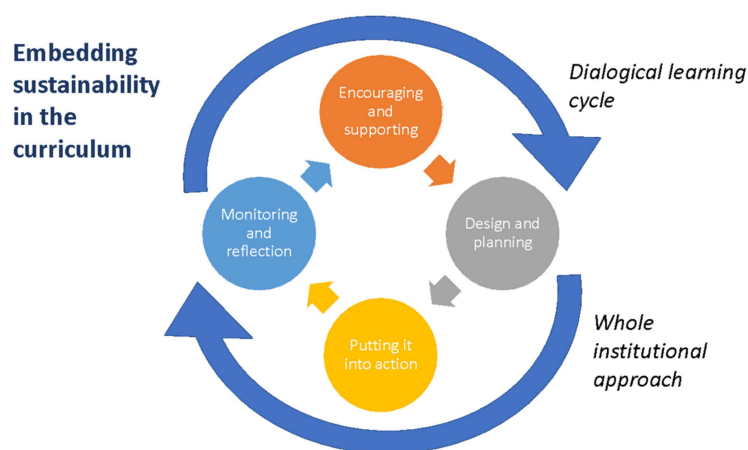 Embedding
sustainability
in the
curriculum
Dialogical learning
cycle
Encouraging
and
supporting
Monitoring
and
reflection
Design and
planning
Putting it
into action
Whole
institutional
approach